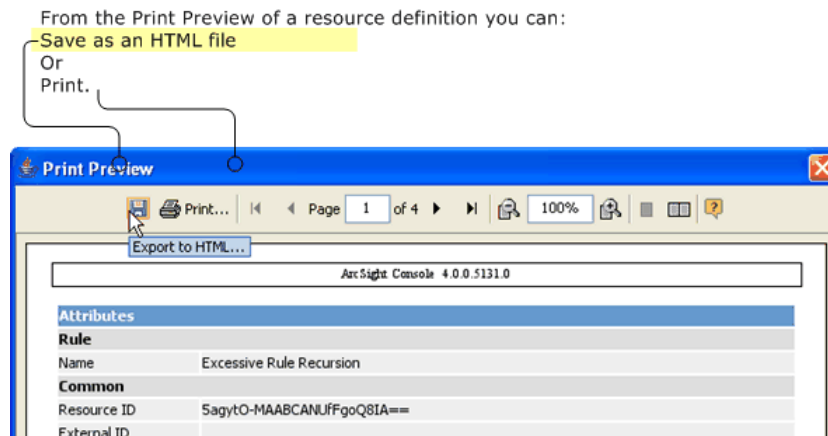 From the Print Preview of a resource definition you can:
Save as an HTML file
Or
Print.
Print Preview
Print... Page 1 of 4 100% ?
Export to HTML...
ArcSight Console 4.0.0.5131.0
Attributes
Rule
Name Excessive Rule Recursion
Common
Resource ID 5agytO-MAABCANUfFgoQ8IA==
External ID